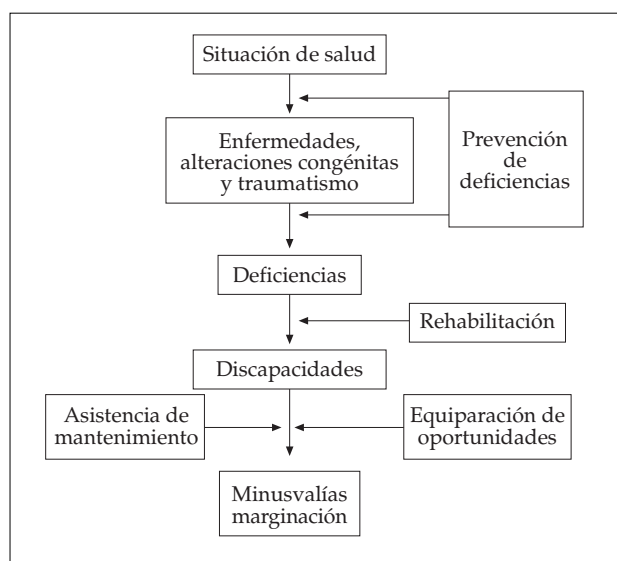 Situación de salud
Enfermedades,
alteraciones congénitas
y traumatismo
Prevención
de
deficiencias
Deficiencias
Rehabilitación
Discapacidades
Asistencia de
mantenimiento
Equiparación de
oportunidades
Minusvalías
marginación